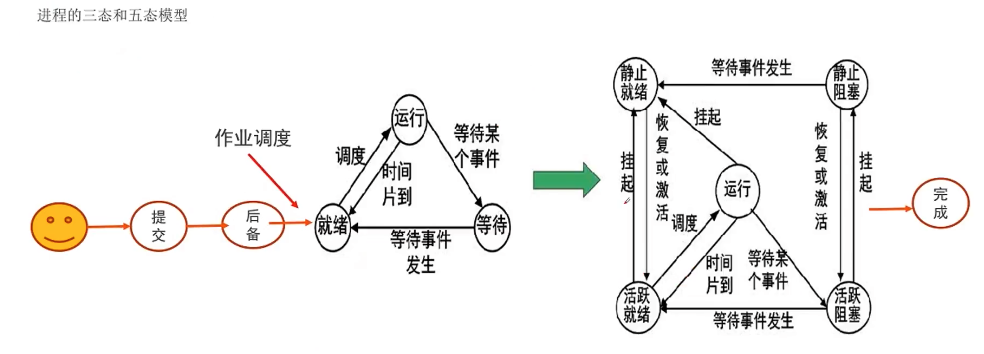 进程的三态和五态模型
作业调度
提
交
后
备
就绪
运行
等待
调度
时间
片到
等待某
个事件
等待事件
发生
静止
就绪
等待事件发生
静止
阻塞
挂
起
恢
复
或
激
活
挂起
运行
调度
时间
片到
等待某
个事件
恢
复
或
激
活
挂
起
活跃
就绪
等待事件发生
活跃
阻塞
完
成